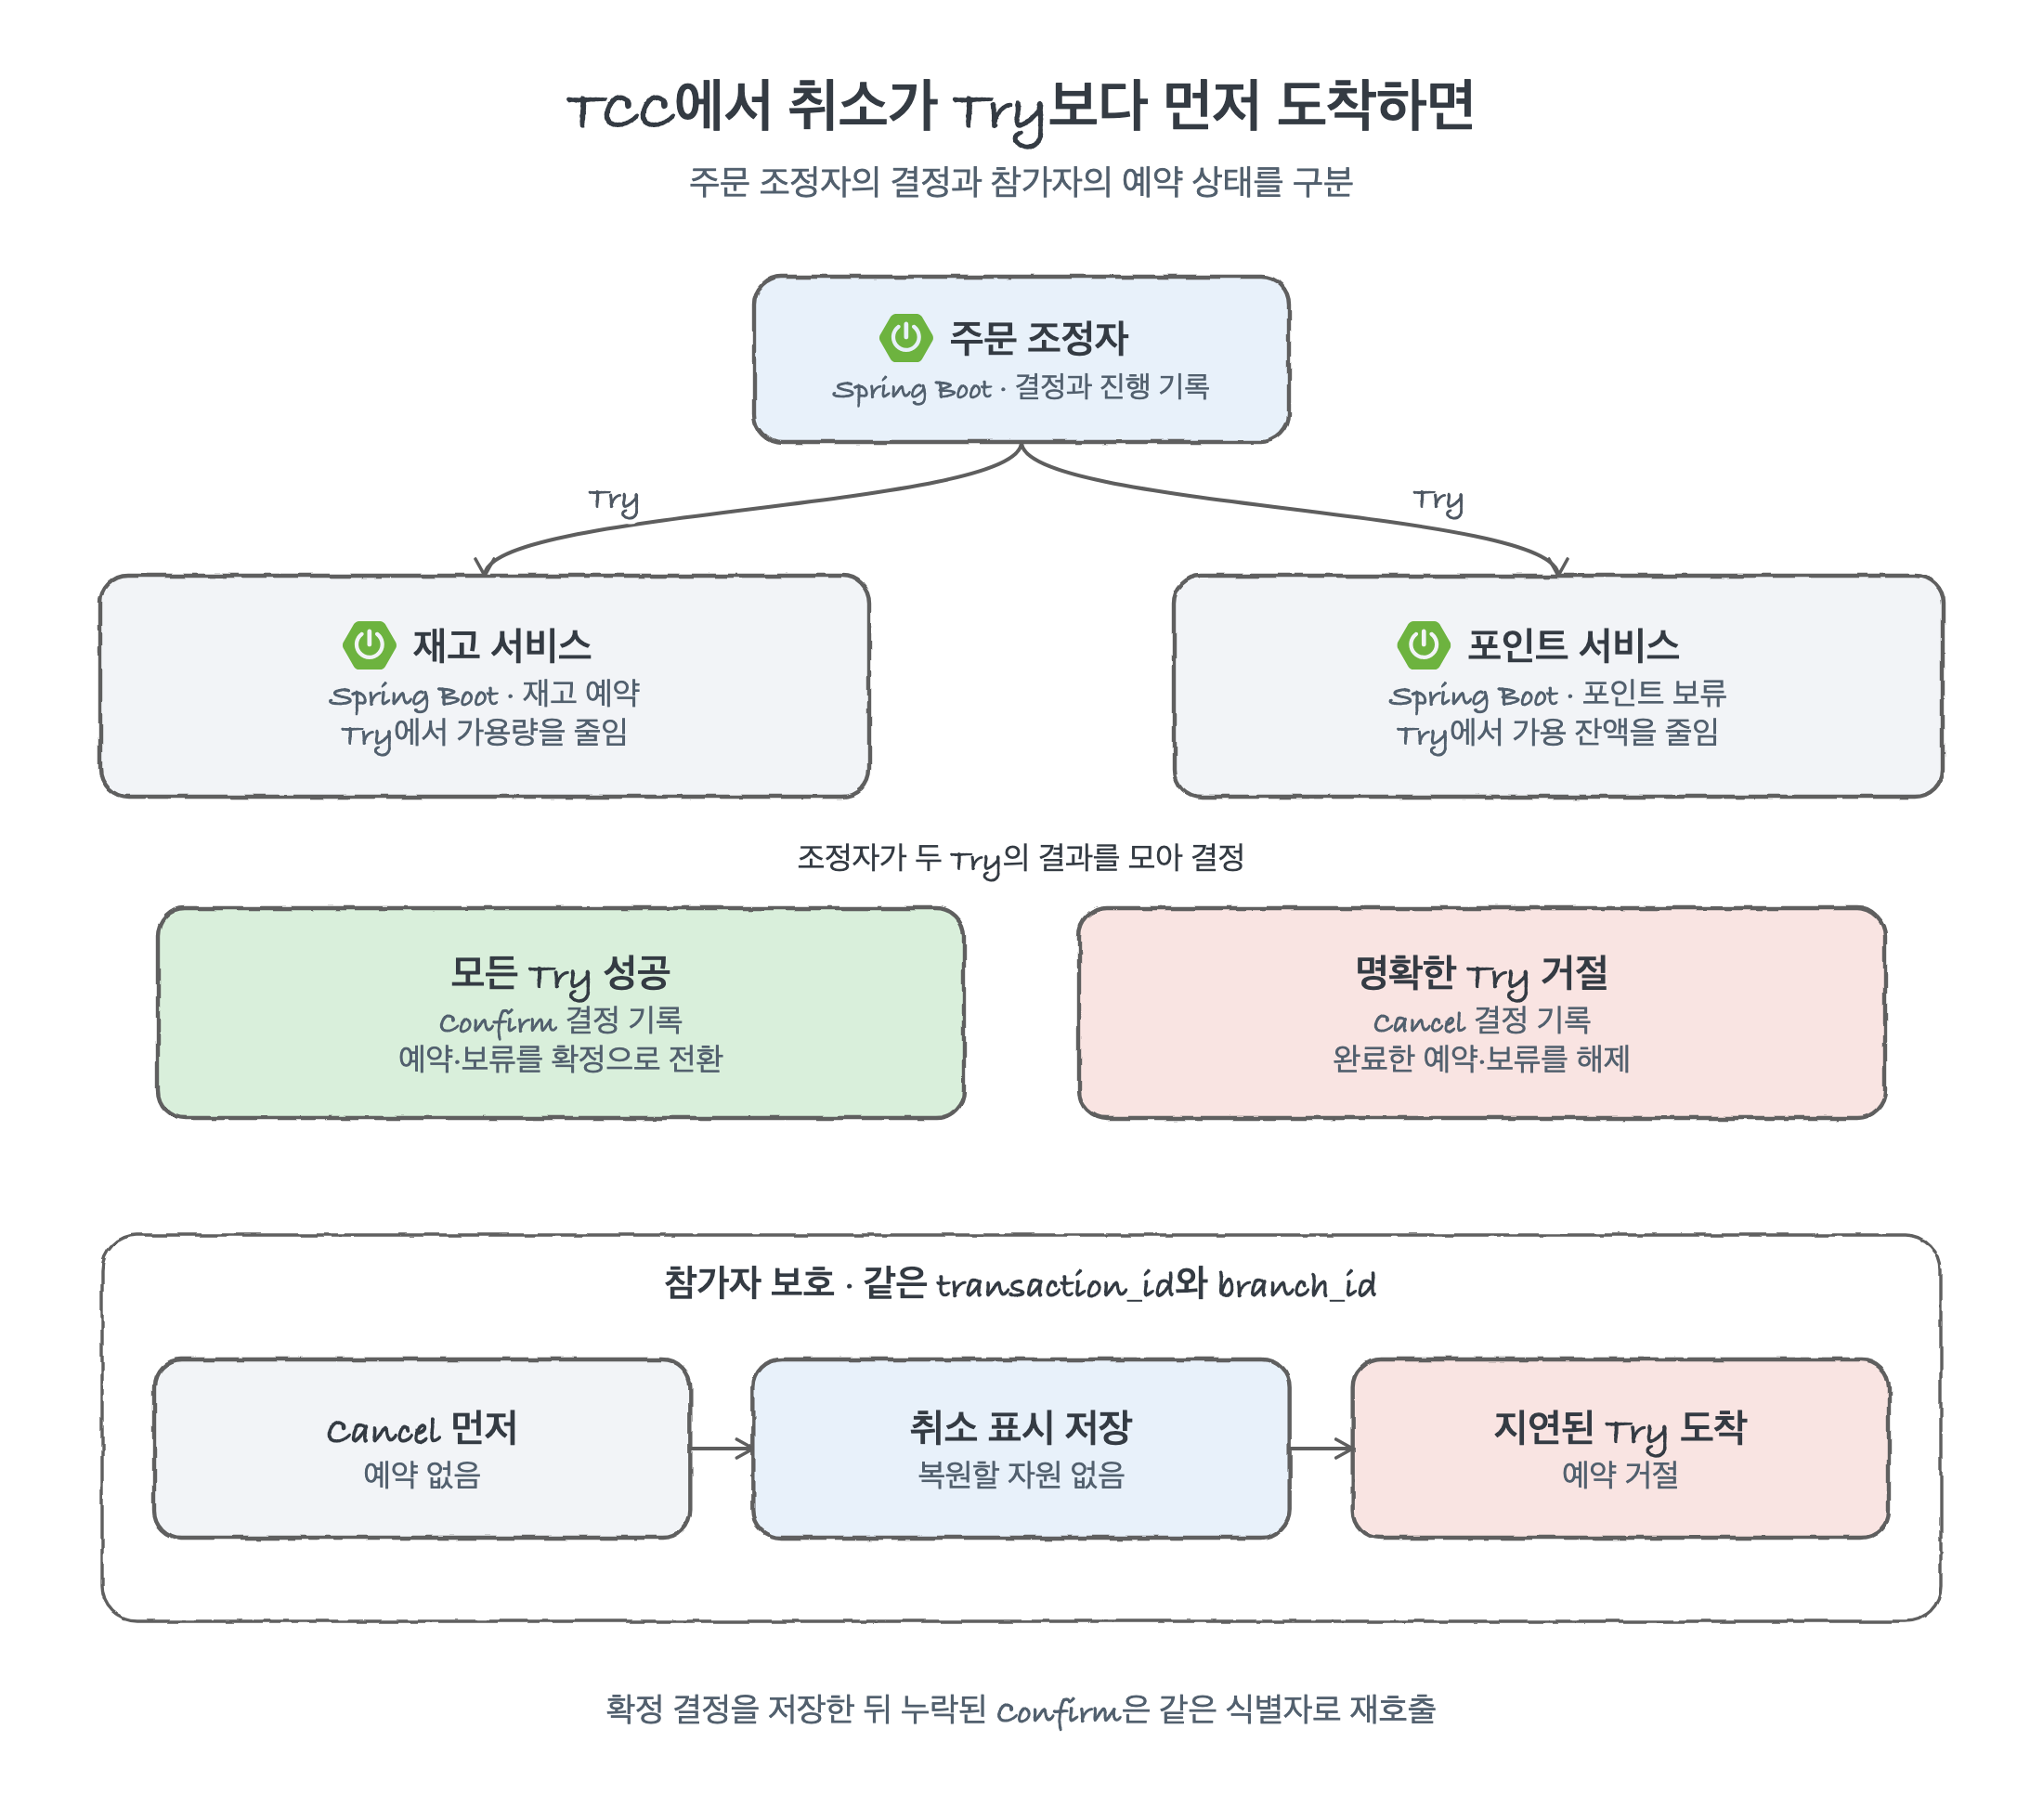 TCC에서 취소가 Try보다 먼저 도착하면
주문 조정자의 결정과 참가자의 예약 상태를 구분
주문 조정자
Spring Boot · 결정과 진행 기록
Try
Try
재고 서비스
Spring Boot · 재고 예약
Try에서 가용량을 줄임
포인트 서비스
Spring Boot · 포인트 보류
Try에서 가용 잔액을 줄임
조정자가 두 Try의 결과를 모아 결정
모든 Try 성공
Confirm 결정 기록
예약·보류를 확정으로 전환
명확한 Try 거절
Cancel 결정 기록
완료한 예약·보류를 해제
참가자 보호 · 같은 transaction_id와 branch_id
Cancel 먼저
예약 없음
취소 표시 저장
복원할 자원 없음
지연된 Try 도착
예약 거절
확정 결정을 저장한 뒤 누락된 Confirm은 같은 식별자로 재호출